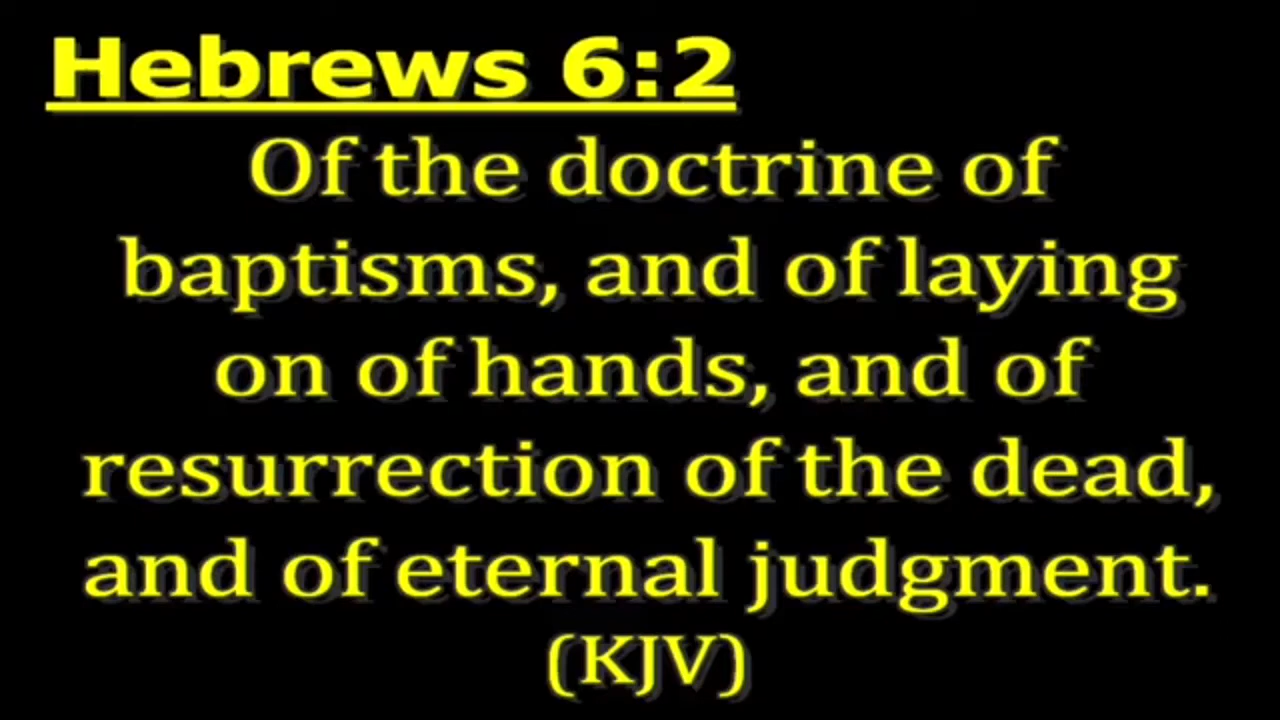 Hebrews 6:2
Of the doctrine of
baptisms, and of laying
on of hands, and of
resurrection of the dead,
and of eternal judgment.
(KJV)